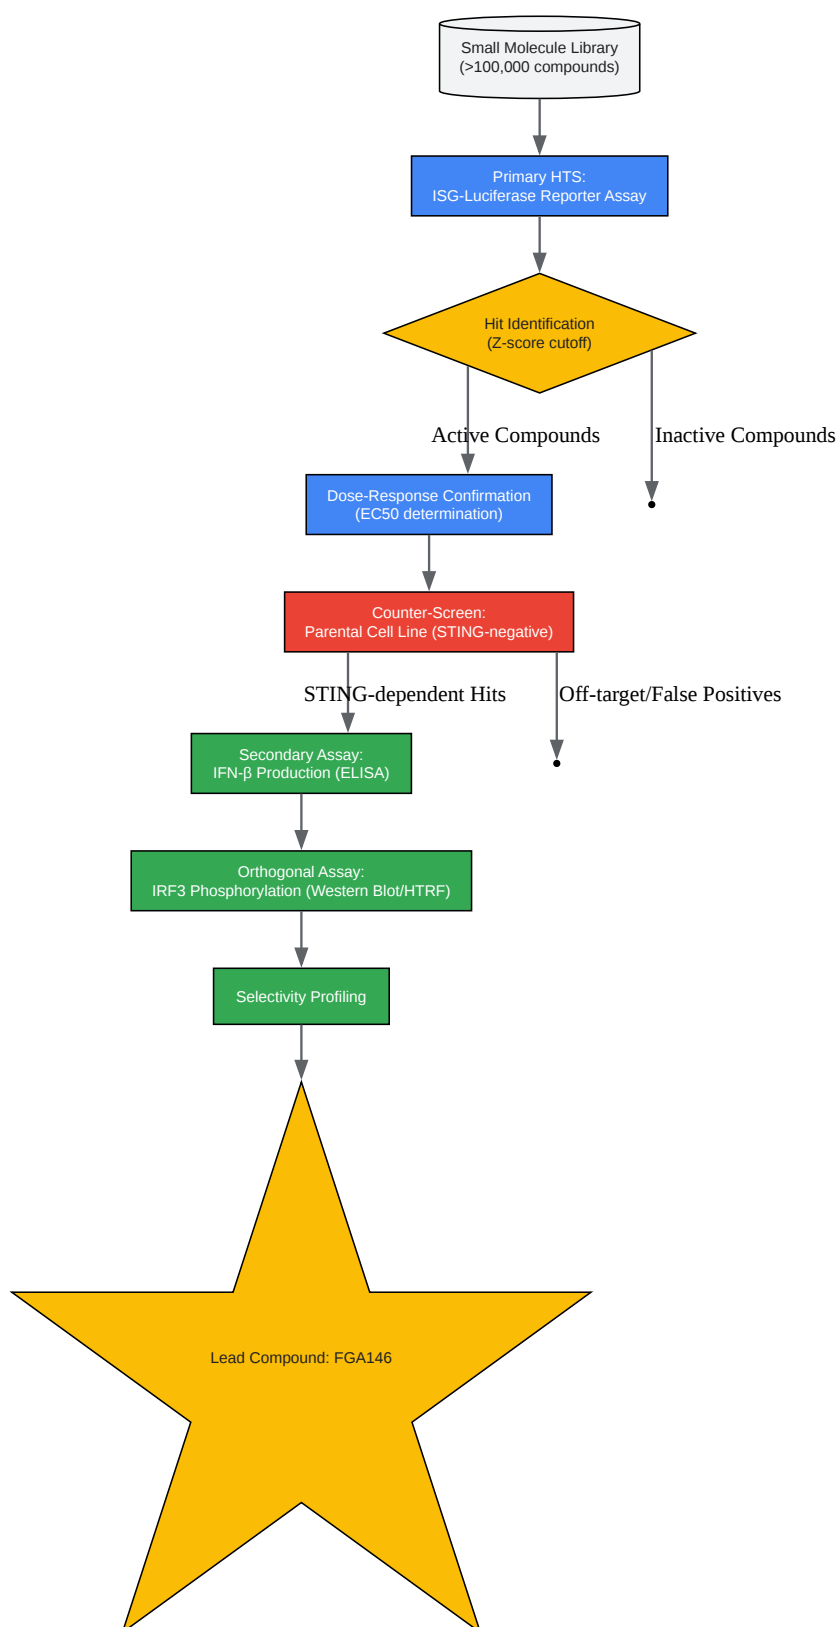 Small Molecule Library
(>100,000 compounds)
Primary HTS:
ISG-Luciferase Reporter Assay
Hit Identification
(Z-score cutoff)
Active Compounds
Inactive Compounds
Dose-Response Confirmation
(EC50 determination)
Counter-Screen:
Parental Cell Line (STING-negative)
STING-dependent Hits
Off-target/False Positives
Secondary Assay:
IFN-β Production (ELISA)
Orthogonal Assay:
IRF3 Phosphorylation (Western Blot/HTRF)
Selectivity Profiling
Lead Compound: FGA146